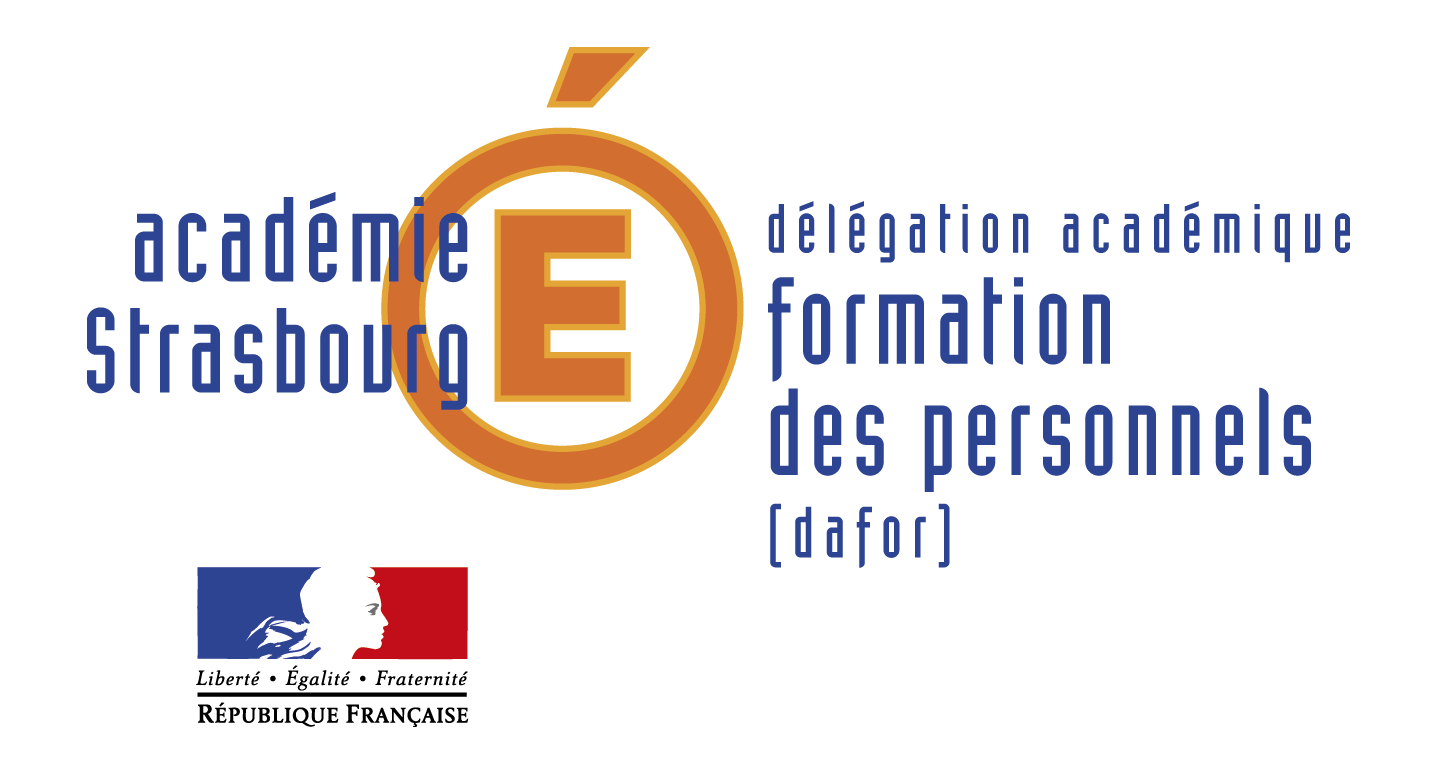 académie
Strasbourg
É
délégation académique
formation
des personnels
[dafor]
Liberté • Égalité • Fraternité
RÉPUBLIQUE FRANÇAISE